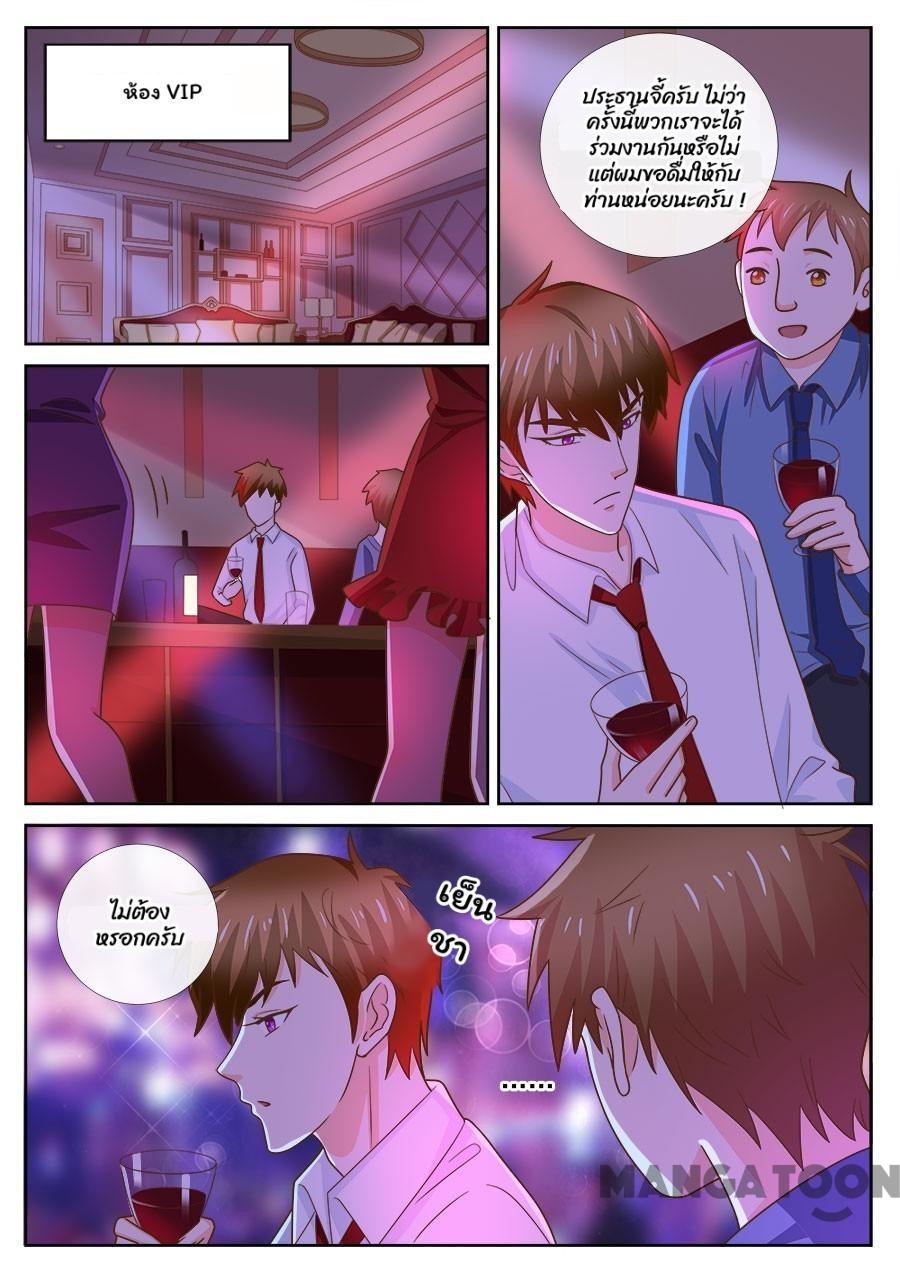 ห้อง VIP
ประธานจี้ครับ ไม่ว่า
ครั้งนี้พวกเราจะได้
ร่วมงานกันหรือไม่
แต่ผมขอดื่มให้กับ
ท่านหน่อยนะครับ !
ไม่ต้อง
หรอกครับ
เย็น
ชา
......
MANGATOON